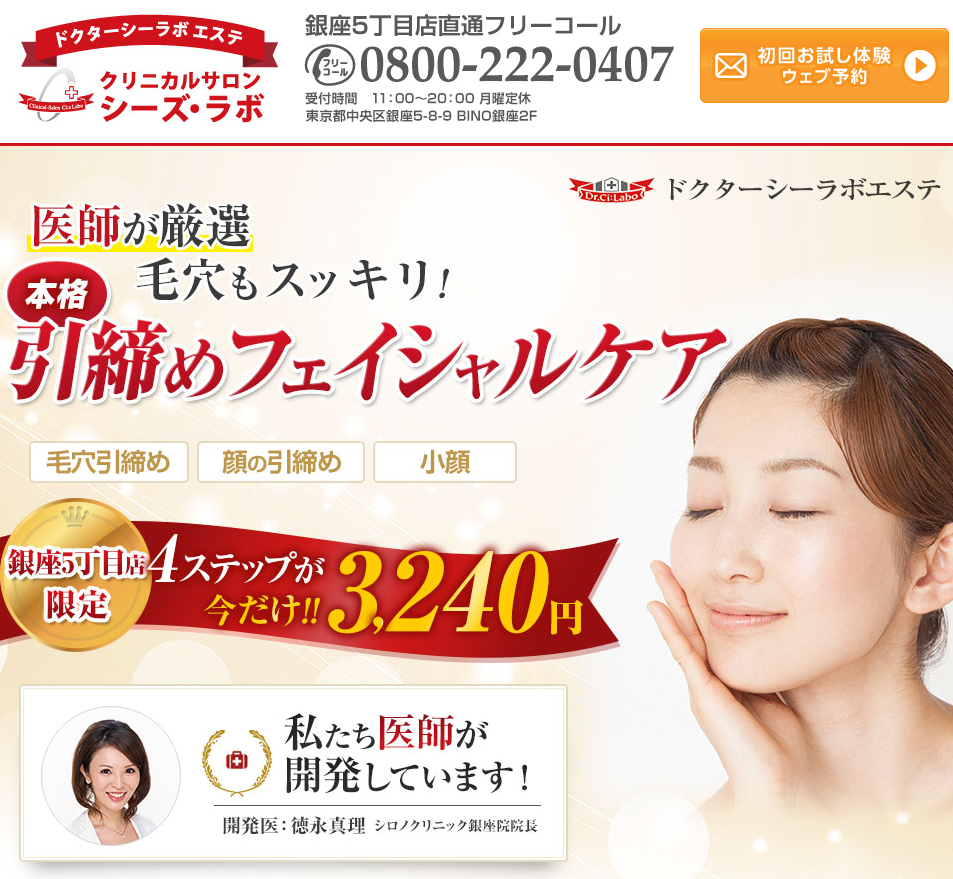 ドクターシーラボ エステ
Clinical-Salon Ci:z.Labo
クリニカルサロン
シーズ・ラボ
銀座5丁目店直通フリーコール
フリーコール 0800-222-0407
受付時間 11:00~20:00 月曜定休
東京都中央区銀座5-8-9 BINO銀座2F
初回お試し体験
ウェブ予約
Dr.Ci:Labo ドクターシーラボエステ
医師が厳選
毛穴もスッキリ!
本格
引締めフェイシャルケア
毛穴引締め 顔の引締め 小顔
銀座5丁目店
限定
4ステップが
今だけ!! 3,240円
私たち医師が
開発しています!
開発医:徳永真理 シロノクリニック銀座院院長